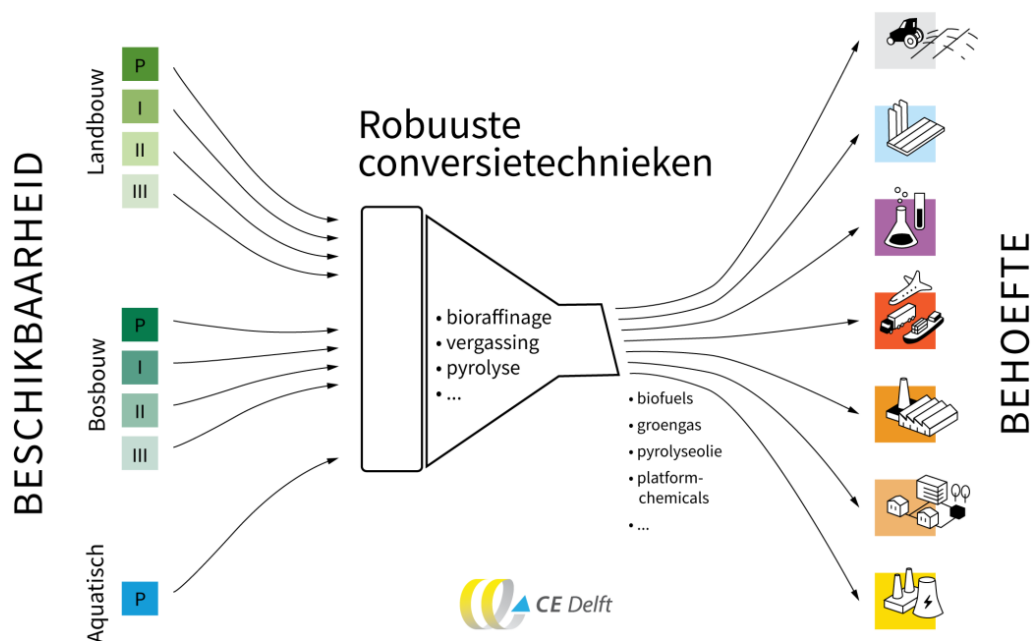 BESCHIKBAARHEID
Landbouw
P
I
II
III
Bosbouw
P
I
II
III
Aquatisch
P
Robuuste
conversietechnieken
• bioraffinage
• vergassing
• pyrolyse
• ...
• biofuels
• groengas
• pyrolyseolie
• platform-
chemicals
• ...
BEHOEFTE
CE Delft